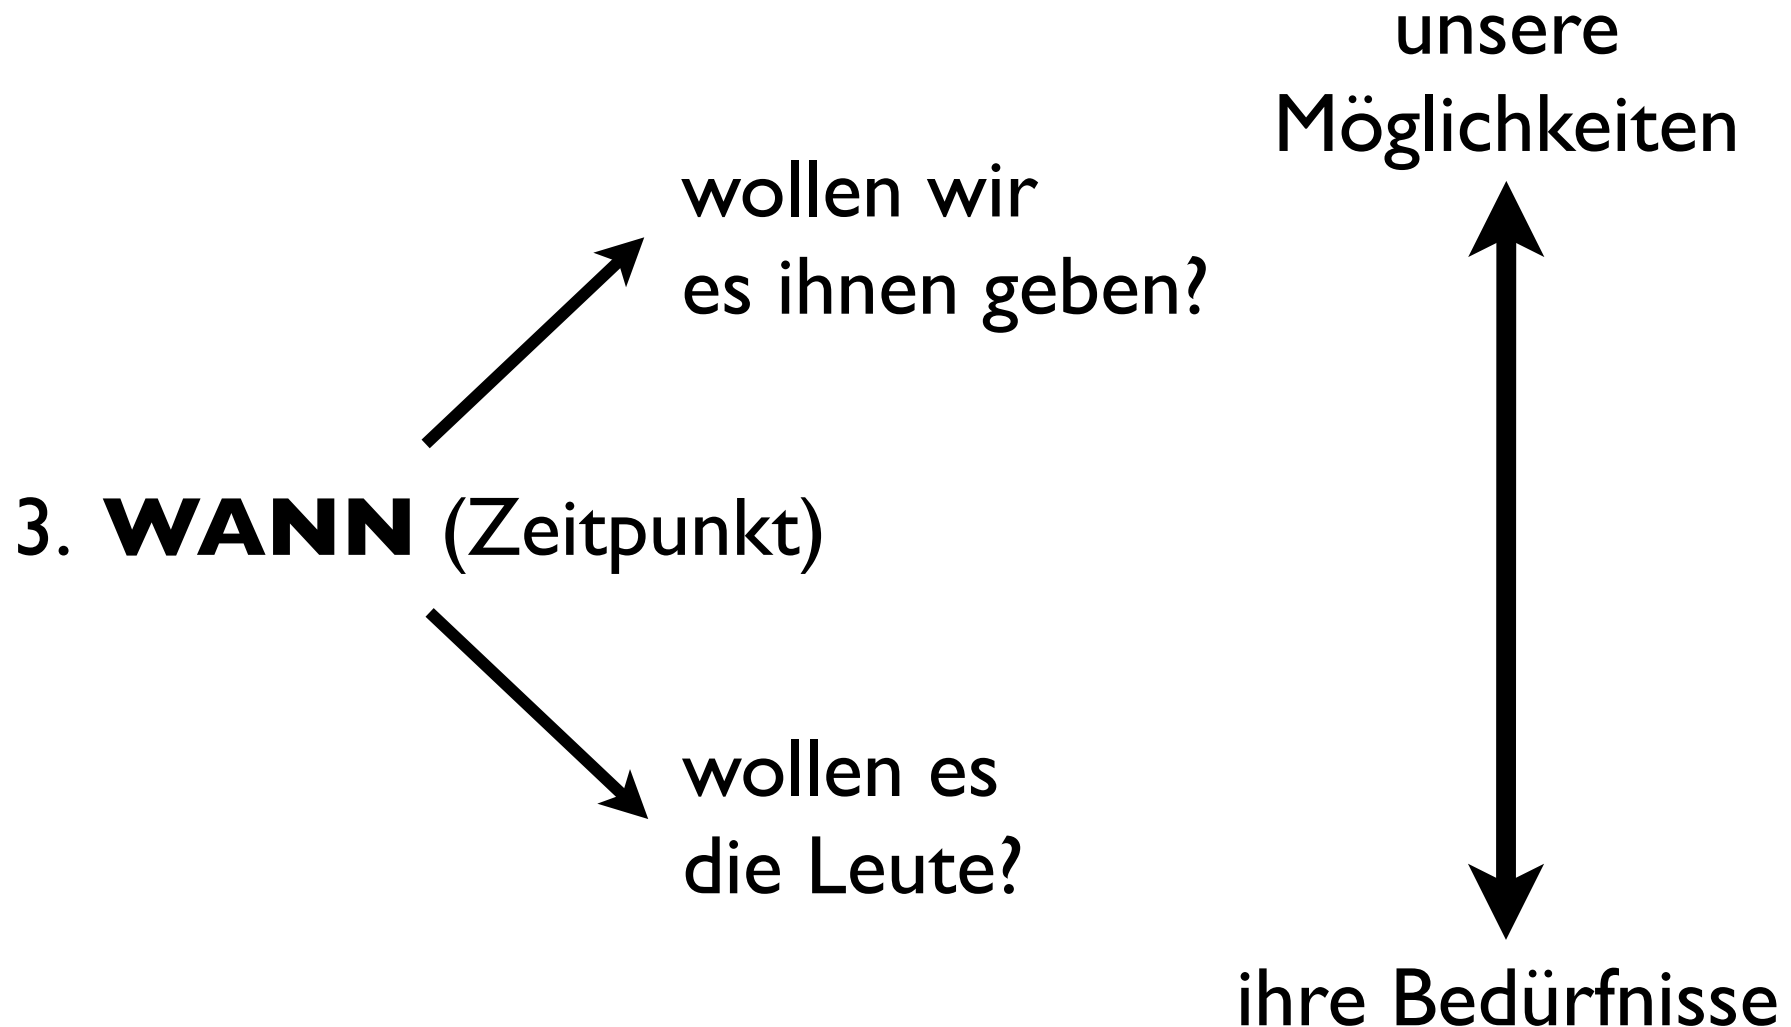 unsere
Möglichkeiten
wollen wir
es ihnen geben?
3. WANN (Zeitpunkt)
wollen es
die Leute?
ihre Bedürfnisse